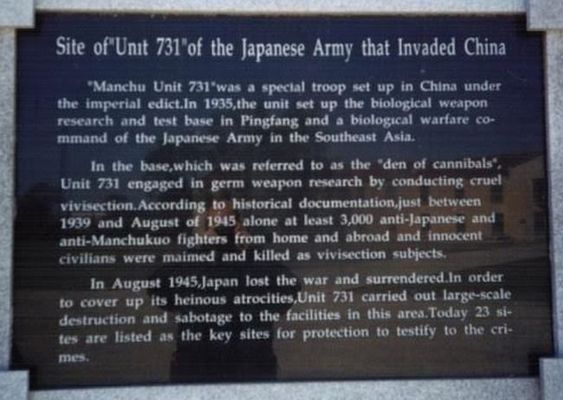 Site of"Unit 731"of the Japanese Army that Invaded China
"Manchu Unit 731"was a special troop set up in China under
the imperial edict.In 1935,the unit set up the biological weapon
research and test base in Pingfang and a biological warfare co-
mmand of the Japanese Army in the Southeast Asia.
In the base,which was referred to as the "den of cannibals",
Unit 731 engaged in germ weapon research by conducting cruel
vivisection.According to historical documentation,just between
1939 and August of 1945 alone at least 3,000 anti-Japanese and
anti-Manchukuo fighters from home and abroad and innocent
civilians were maimed and killed as vivisection subjects.
In August 1945,Japan lost the war and surrendered.In order
to cover up its heinous atrocities,Unit 731 carried out large-scale
destruction and sabotage to the facilities in this area.Today 23 si-
tes are listed as the key sites for protection to testify to the cri-
mes.